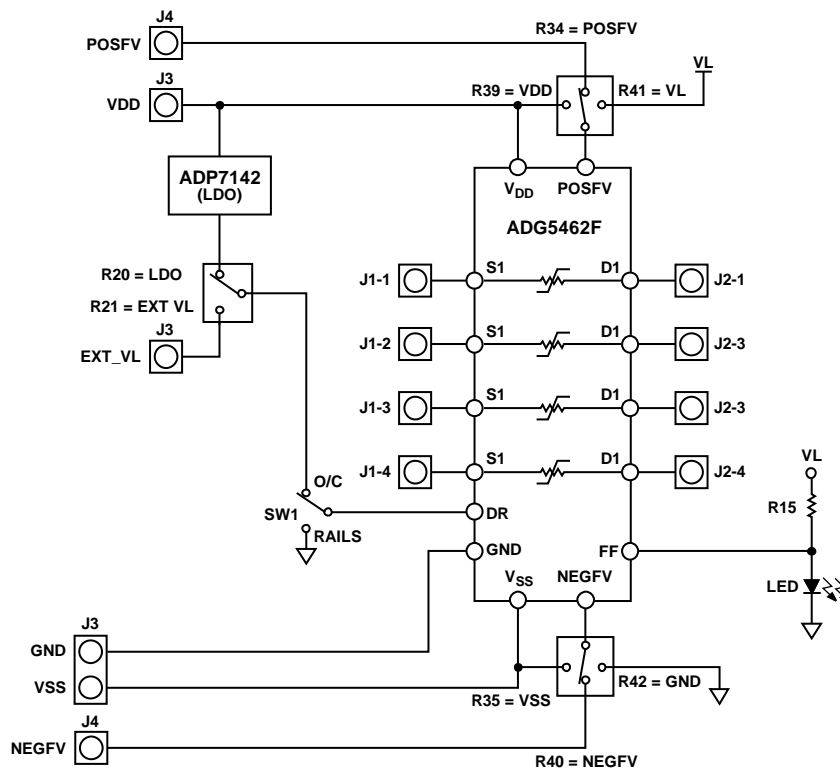 J4
POSFV
R34 = POSFV
J3
VDD
R39 = VDD
R41 = VL
VL
ADP7142
(LDO)
VDD
POSFV
ADG5462F
R20 = LDO
R21 = EXT VL
J3
EXT_VL
J1-1
S1
D1
J2-1
J1-2
S1
D1
J2-3
J1-3
S1
D1
J2-3
J1-4
S1
D1
J2-4
VL
R15
O/C
SW1
RAILS
DR
GND
FF
VSS
NEGFV
LED
J3
GND
VSS
R35 = VSS
R42 = GND
J4
NEGFV
R40 = NEGFV